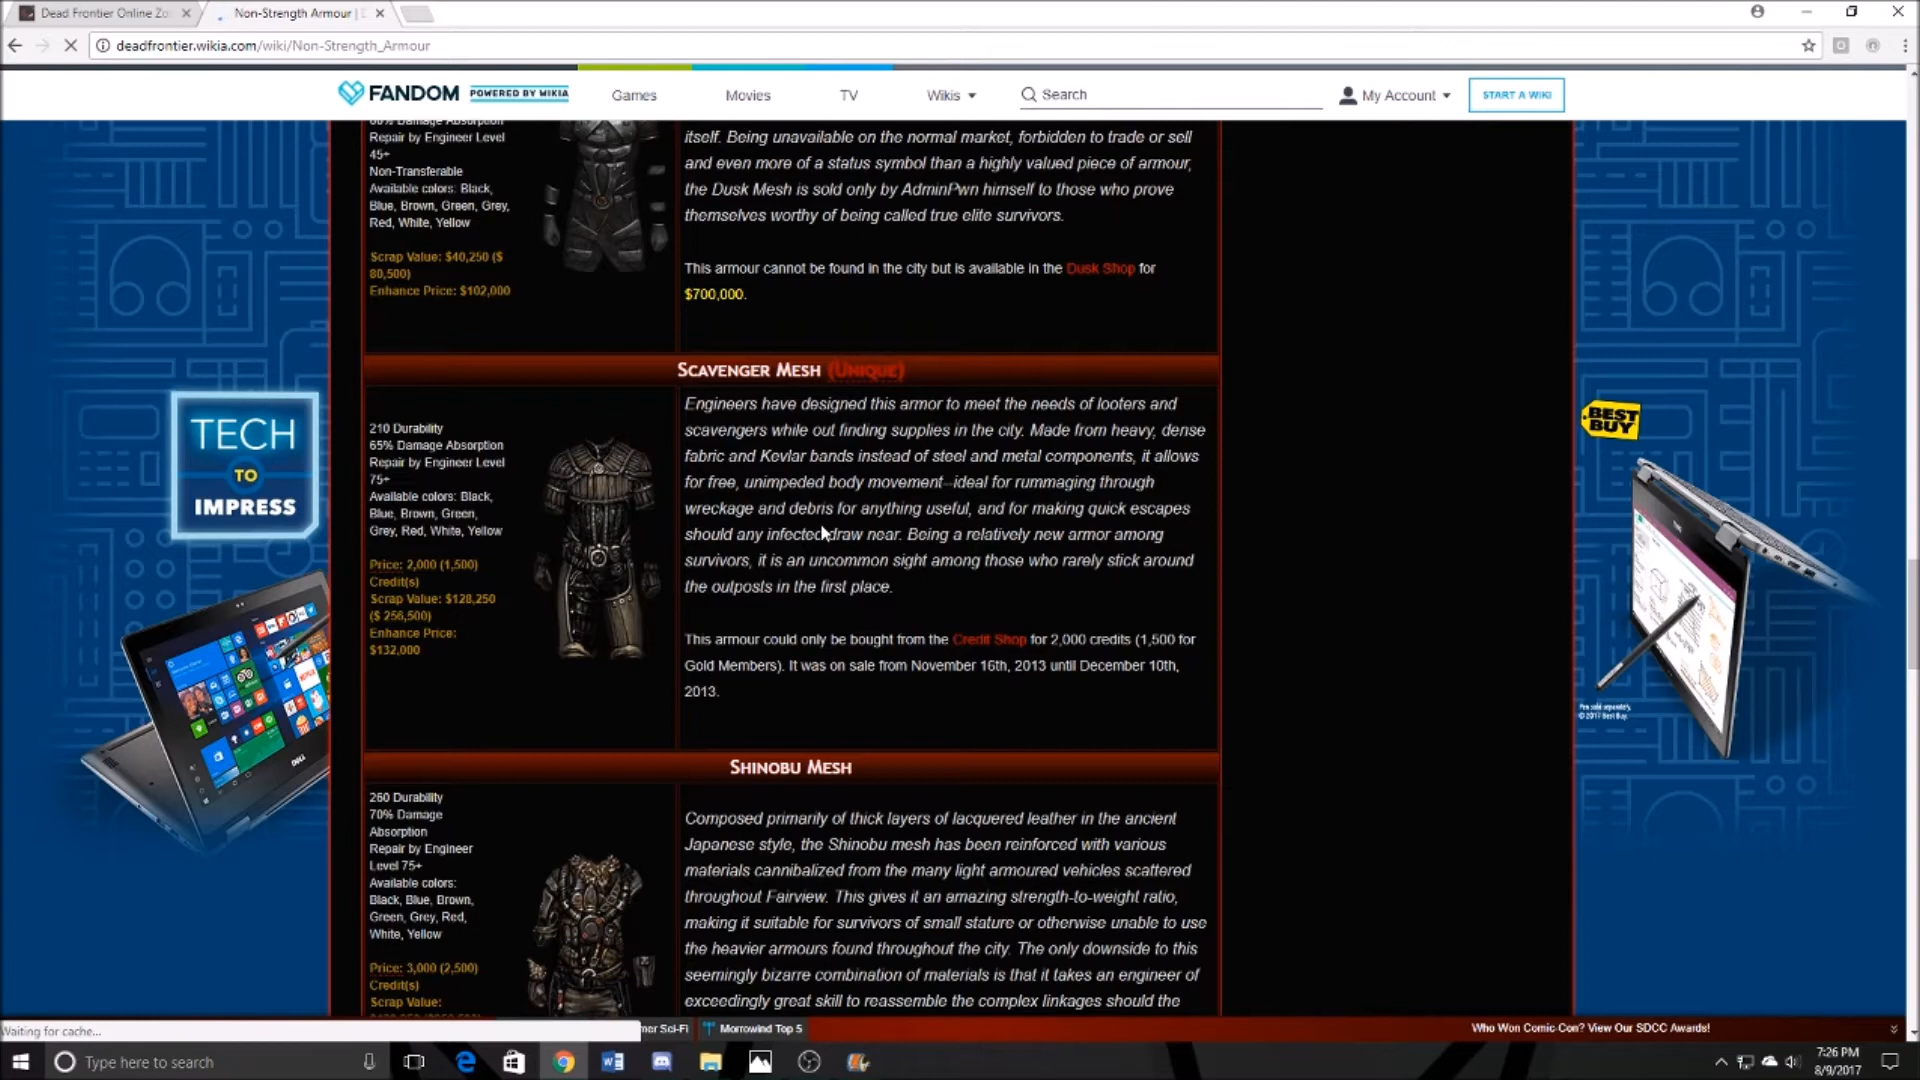 Dead Frontier Online Zo
Non-Strength Armour |
deadfrontier.wikia.com/wiki/Non-Strength_Armour
FANDOM POWERED BY WIKIA
Games
Movies
TV
Wikis
Search
My Account
START A WIKI
60% Damage Absorption
Repair by Engineer Level
45+
Non-Transferable
Available colors: Black,
Blue, Brown, Green, Grey,
Red, White, Yellow
Scrap Value: $40,250 ($
80,500)
Enhance Price: $102,000
itself. Being unavailable on the normal market, forbidden to trade or sell
and even more of a status symbol than a highly valued piece of armour,
the Dusk Mesh is sold only by AdminPwn himself to those who prove
themselves worthy of being called true elite survivors.
This armour cannot be found in the city but is available in the Dusk Shop for
$700,000.
SCAVENGER MESH (UNIQUE)
210 Durability
65% Damage Absorption
Repair by Engineer Level
75+
Available colors: Black,
Blue, Brown, Green,
Grey, Red, White, Yellow
Price: 2,000 (1,500)
Credit(s)
Scrap Value: $128,250
($ 256,500)
Enhance Price:
$132,000
Engineers have designed this armor to meet the needs of looters and
scavengers while out finding supplies in the city. Made from heavy, dense
fabric and Kevlar bands instead of steel and metal components, it allows
for free, unimpeded body movement--ideal for rummaging through
wreckage and debris for anything useful, and for making quick escapes
should any infected draw near. Being a relatively new armor among
survivors, it is an uncommon sight among those who rarely stick around
the outposts in the first place.
This armour could only be bought from the Credit Shop for 2,000 credits (1,500 for
Gold Members). It was on sale from November 16th, 2013 until December 10th,
2013.
SHINOBU MESH
260 Durability
70% Damage
Absorption
Repair by Engineer
Level 75+
Available colors:
Black, Blue, Brown,
Green, Grey, Red,
White, Yellow
Price: 3,000 (2,500)
Credit(s)
Scrap Value:
Composed primarily of thick layers of lacquered leather in the ancient
Japanese style, the Shinobu mesh has been reinforced with various
materials cannibalized from the many light armoured vehicles scattered
throughout Fairview. This gives it an amazing strength-to-weight ratio,
making it suitable for survivors of small stature or otherwise unable to use
the heavier armours found throughout the city. The only downside to this
seemingly bizarre combination of materials is that it takes an engineer of
exceedingly great skill to reassemble the complex linkages should the
TECH
TO
IMPRESS
DELL
BEST
BUY
Pen sold separately.
© 2017 Best Buy
Waiting for cache...
mer Sci-Fi
Morrowind Top 5
Who Won Comic-Con? View Our SDCC Awards!
Type here to search
7:26 PM
8/9/2017